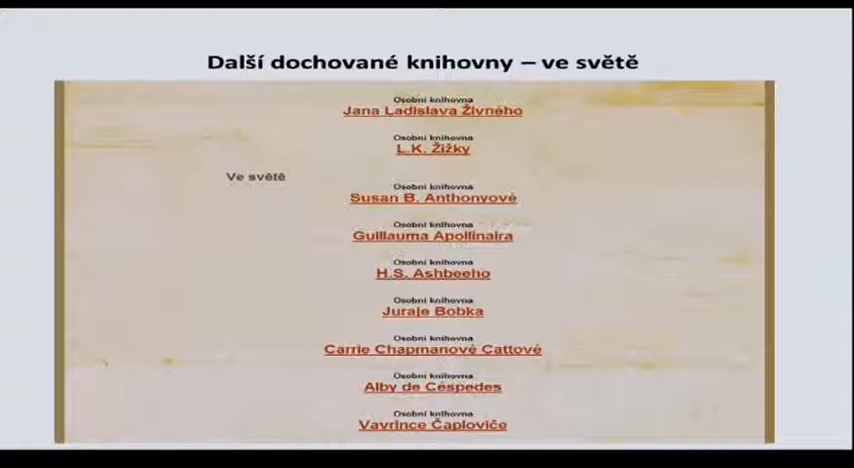 Další dochované knihovny – ve světě
Osobní knihovna
Jana Ladislava Živného
Osobní knihovna
L.K. Žižky
Ve světě
Osobní knihovna
Susan B. Anthonyové
Osobní knihovna
Guillauma Apollinaira
Osobní knihovna
H.S. Ashbeeho
Osobní knihovna
Juraje Bobka
Osobní knihovna
Carrie Chapmanové Cattové
Osobní knihovna
Alby de Céspedes
Osobní knihovna
Vavrince Čaploviče